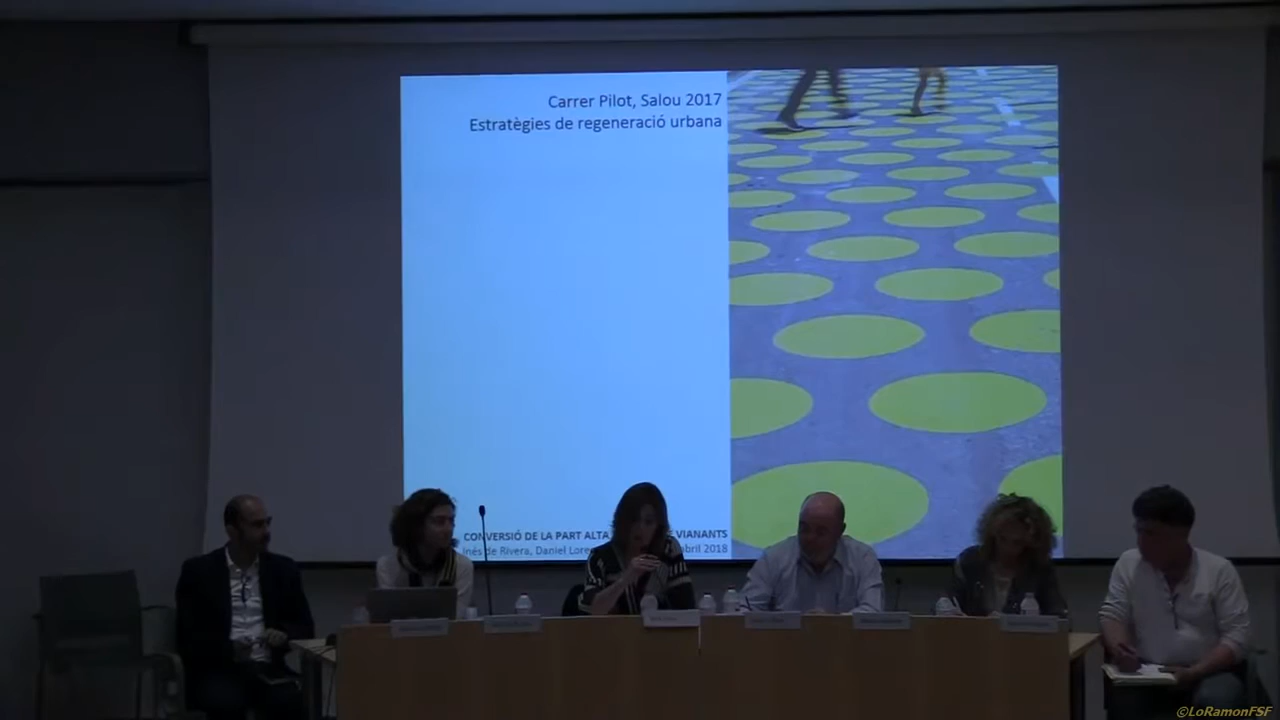 Carrer Pilot, Salou 2017
Estratègies de regeneració urbana
CONVERSIÓ DE LA PART ALTA VIANANTS
Inés de Rivera, Daniel Lore abril 2018
©LoRamonFSF